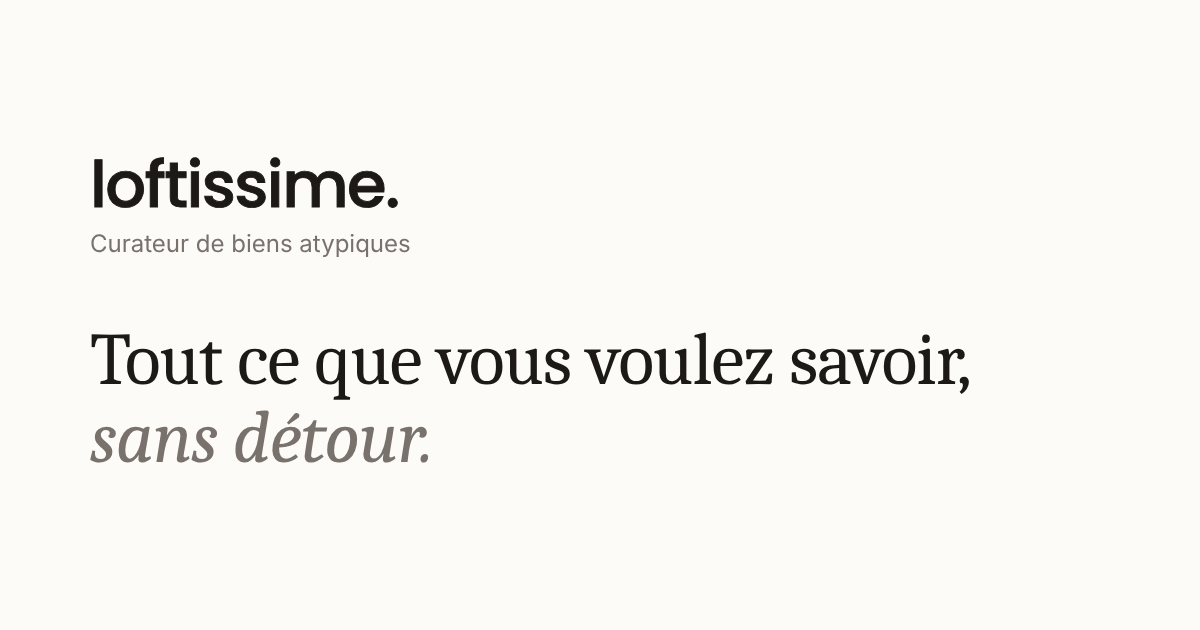 loftissime.
Curateur de biens atypiques
Tout ce que vous voulez savoir,
sans détour.